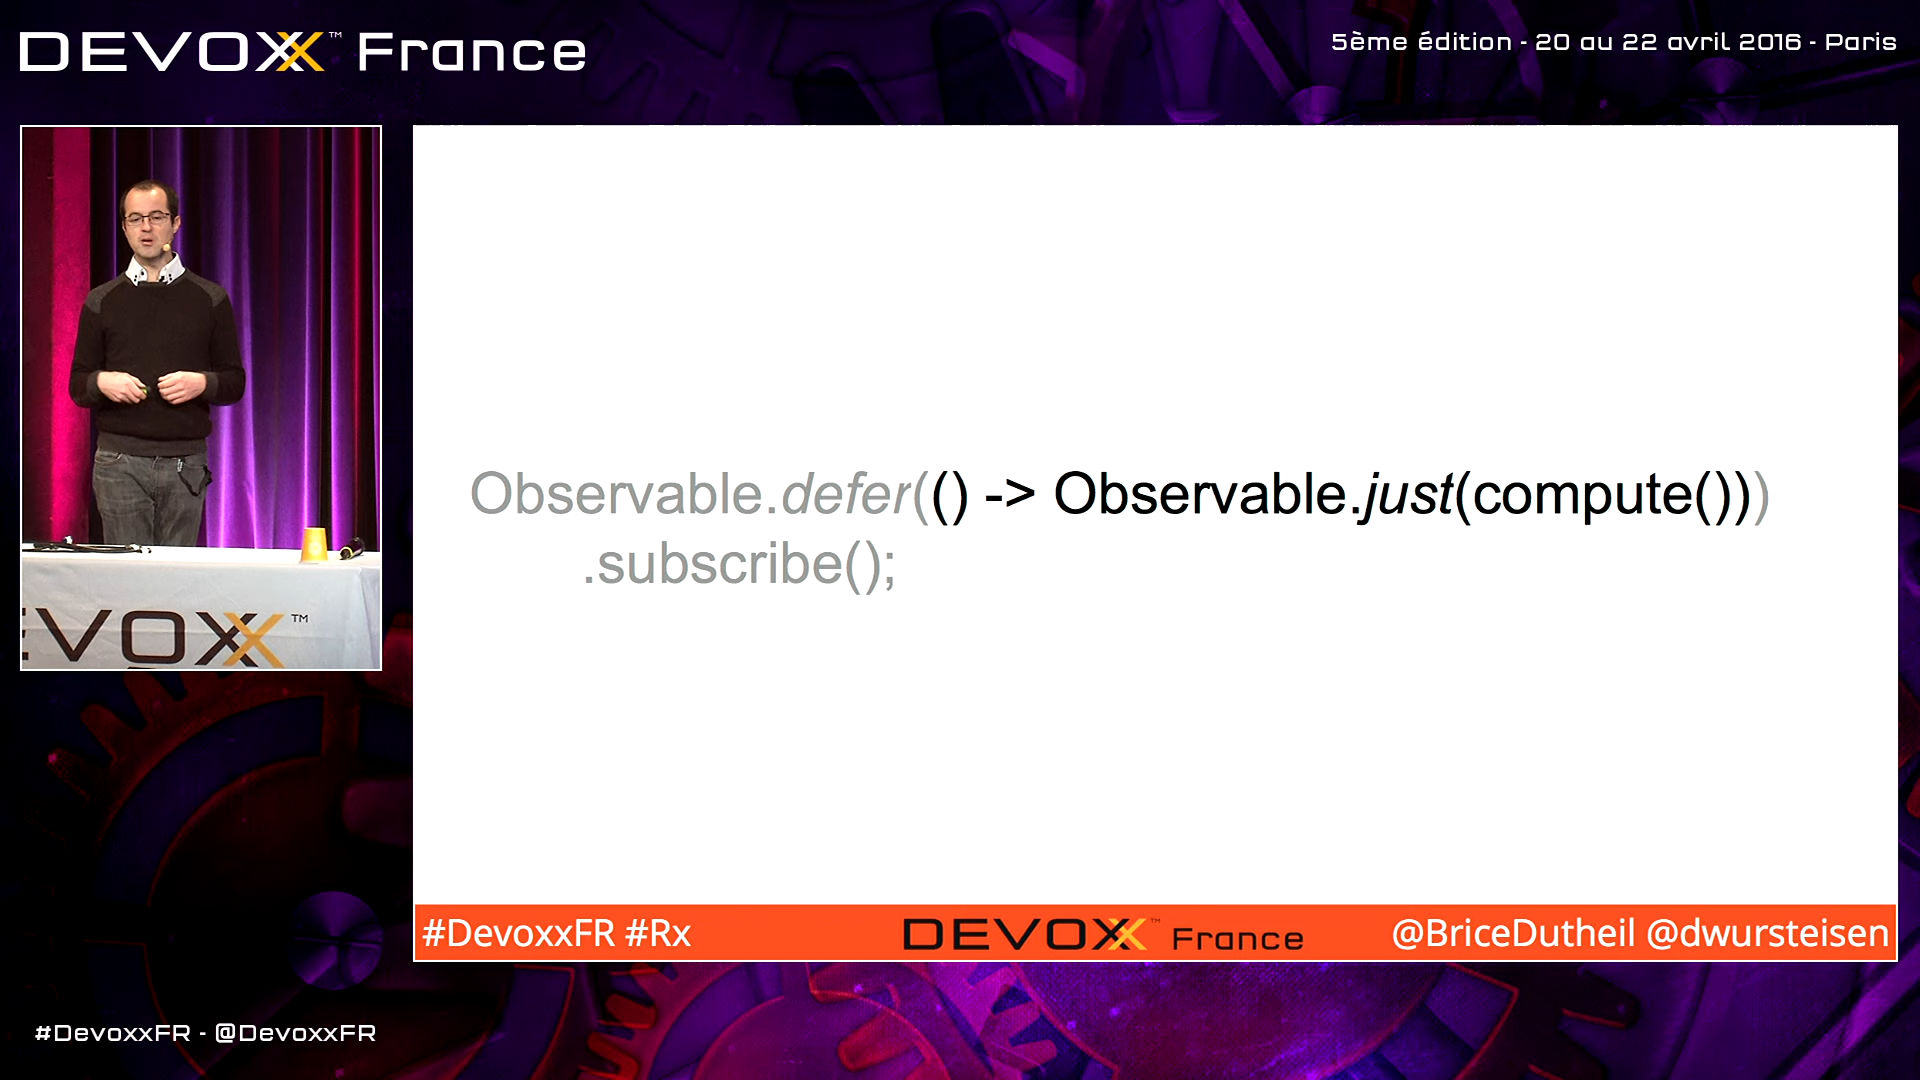 DEVOXX™ France
5ème édition - 20 au 22 avril 2016 - Paris
Observable.defer(() -> Observable.just(compute()))
.subscribe();
EVOXX™
#DevoxxFR #Rx
DEVOXX™ France
@BriceDutheil @dwursteisen
#DevoxxFR - @DevoxxFR